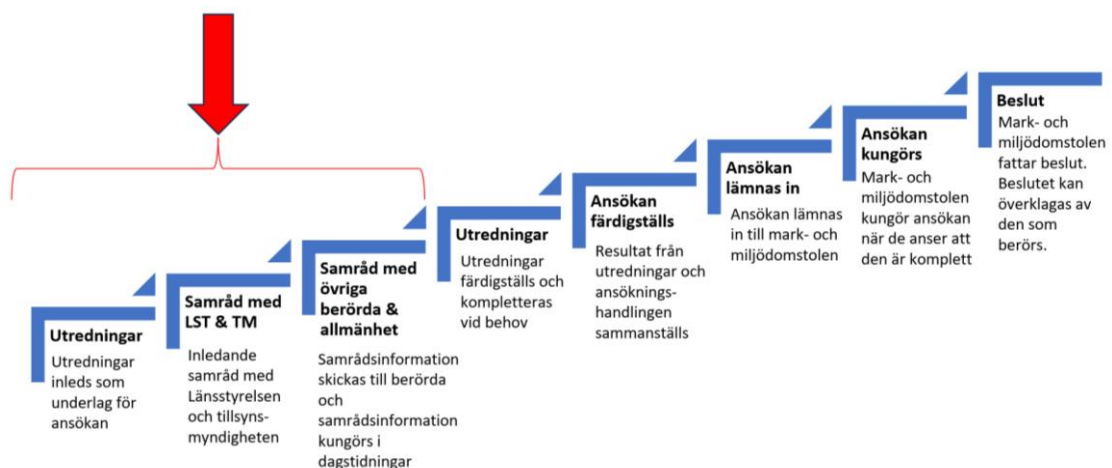 Utredningar
Utredningar
inleds som
underlag för
ansökan
Samråd med
LST & TM
Inledande
samråd med
Länsstyrelsen
och tillsyns-
myndigheten
Samråd med
övriga
berörda &
allmänhet
Samrådsinformation
skickas till berörda
och
samrådsinformation
kungörs i
dagstidningar
Utredningar
Utredningar
färdigställs och
kompletteras
vid behov
Ansökan
färdigställs
Resultat från
utredningar och
ansöknings-
handlingen
sammanställs
Ansökan
lämnas in
Ansökan lämnas
in till mark- och
miljödomstolen
Ansökan
kungörs
Mark- och
miljödomstolen
kungör ansökan
när de anser att
den är komplett
Beslut
Mark- och
miljödomstolen
fattar beslut.
Beslutet kan
överklagas av
den som
berörs.